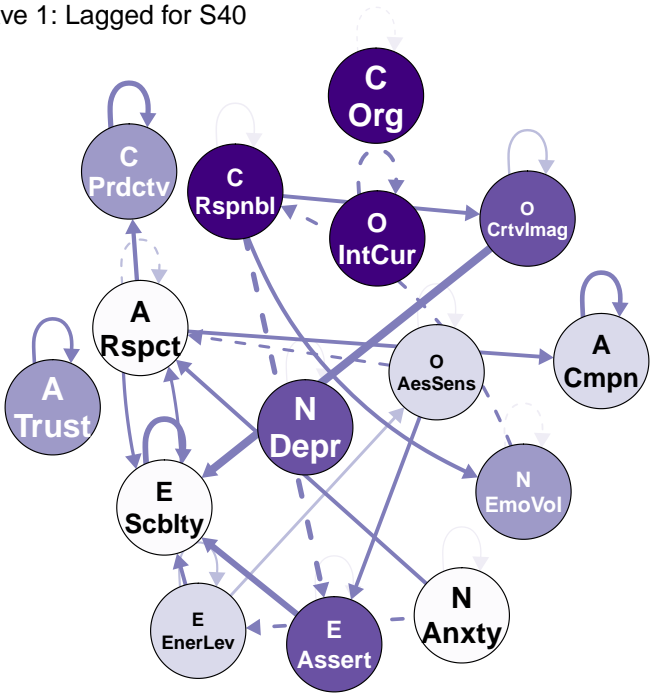 ve 1: Lagged for S40
C
Org
C
Prdctv
C
Rspnbl
O
IntCur
O
CrtvImag
A
Rspct
A
Cmpn
O
AesSens
A
Trust
N
Depr
E
Scblty
N
EmoVol
E
EnerLev
E
Assert
N
Anxty